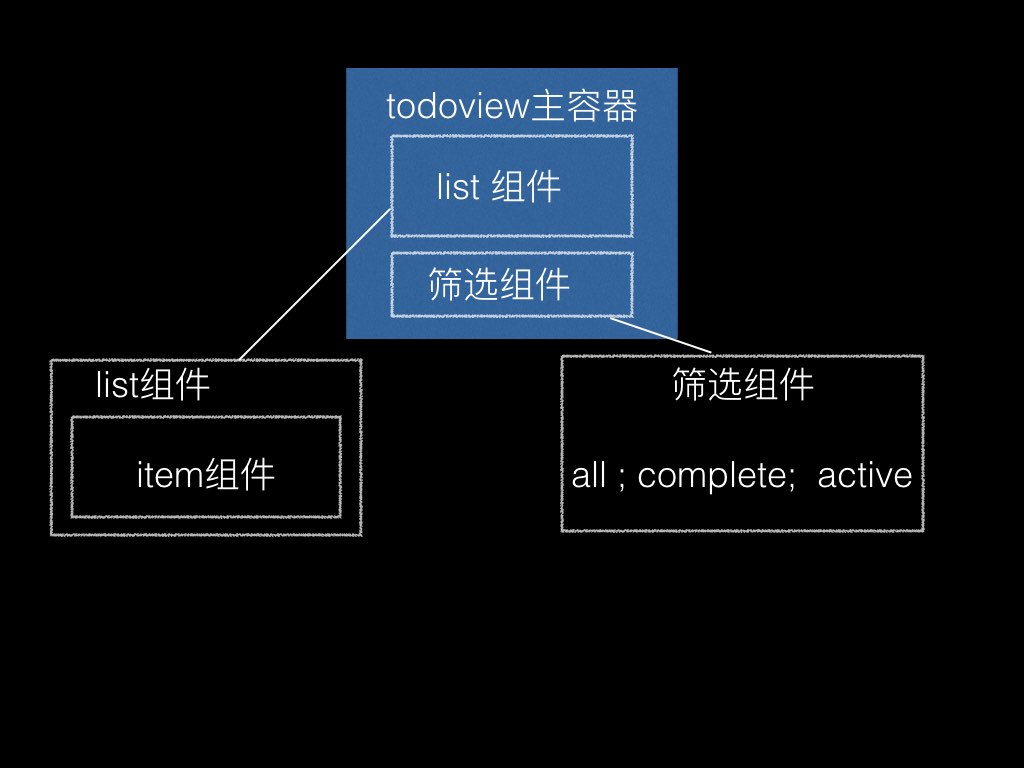 todoview主容器
list 组件
筛选组件
list组件
item组件
筛选组件
all ; complete;  active